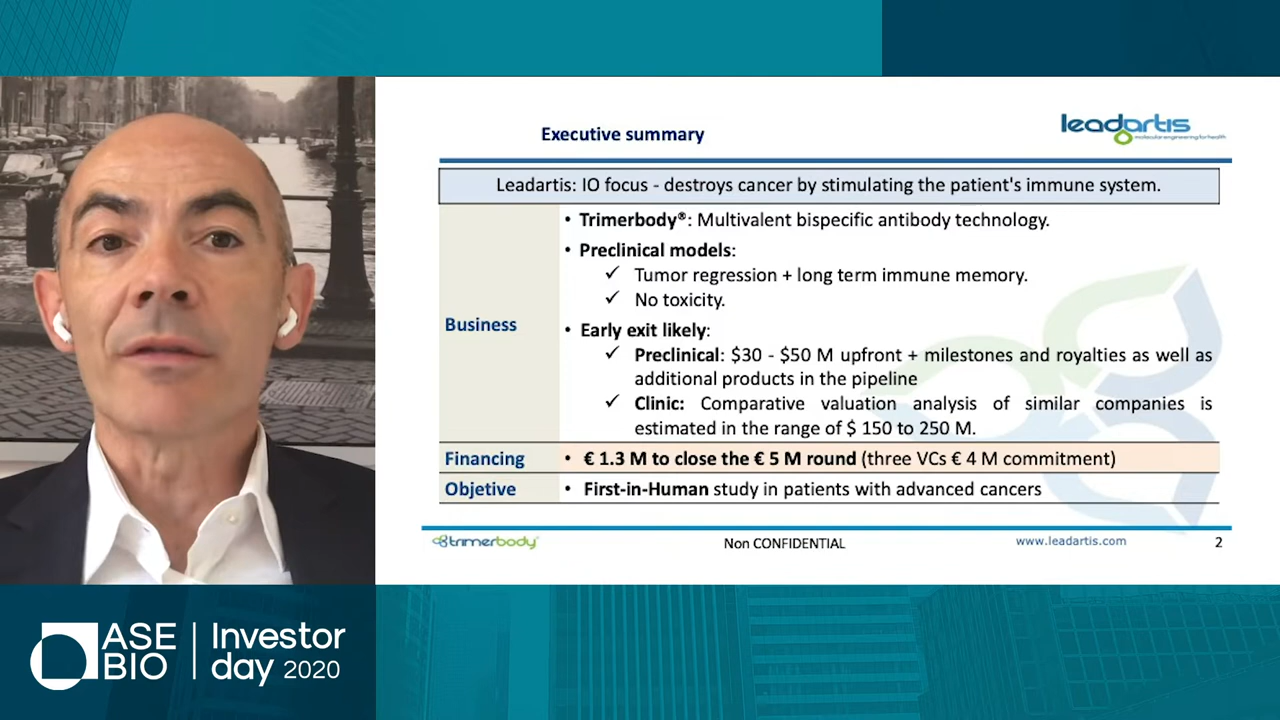 Executive summary
leadartis
molecular engineering for health
Leadartis: IO focus - destroys cancer by stimulating the patient's immune system.
Business
• Trimerbody®: Multivalent bispecific antibody technology.
• Preclinical models:
✓ Tumor regression + long term immune memory.
✓ No toxicity.
• Early exit likely:
✓ Preclinical: $30 - $50 M upfront + milestones and royalties as well as
additional products in the pipeline
✓ Clinic: Comparative valuation analysis of similar companies is
estimated in the range of $ 150 to 250 M.
Financing • € 1.3 M to close the € 5 M round (three VCs € 4 M commitment)
Objetive • First-in-Human study in patients with advanced cancers
trimerbody
Non CONFIDENTIAL
www.leadartis.com
2
ASE
BIO
Investor
day 2020